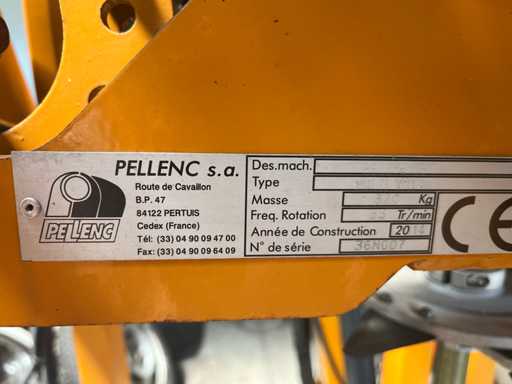 PELLENC s.a.
Route de Cavaillon
B.P. 47
84122 PERTUIS
Cedex (France)
Tél: (33) 04 90 09 47 00
Fax: (33) 04 90 09 64 09
PELLENC
Des.mach.
Type
Masse Kg
Freq. Rotation Tr/min
Année de Construction 2014
N° de série 36N007
CE